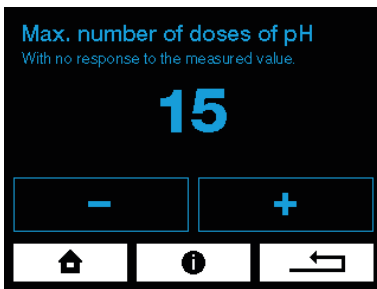 Max. number of doses of pH
With no response to the measured value.
15
− +
i